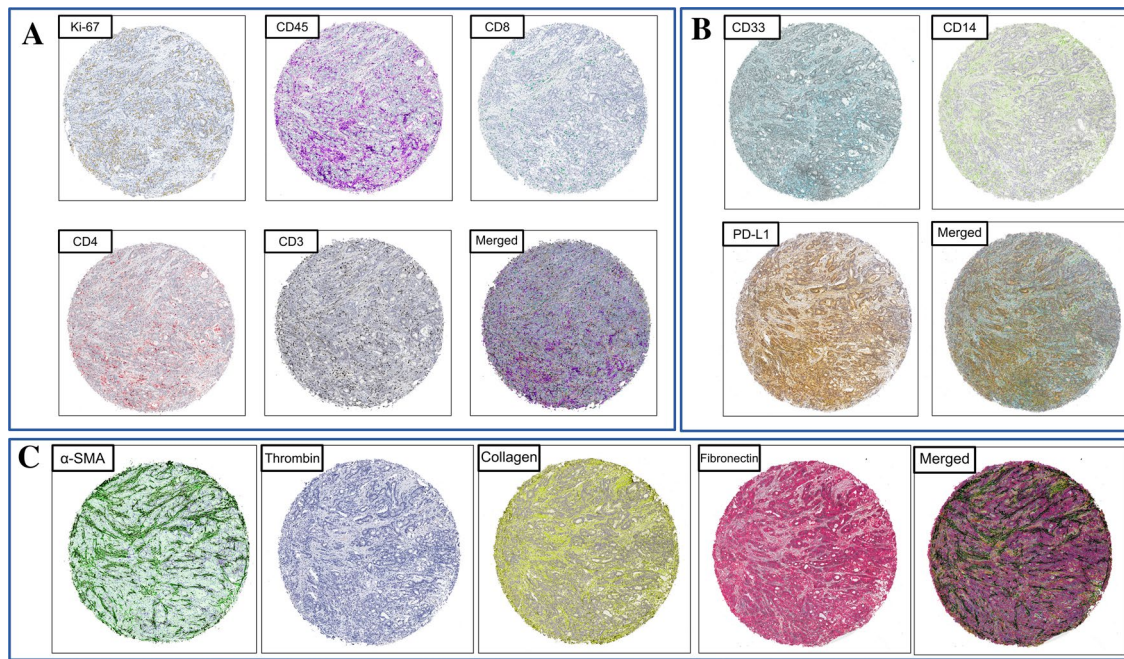 A
Ki-67
CD45
CD8
CD4
CD3
Merged
B
CD33
CD14
PD-L1
Merged
C
α-SMA
Thrombin
Collagen
Fibronectin
Merged